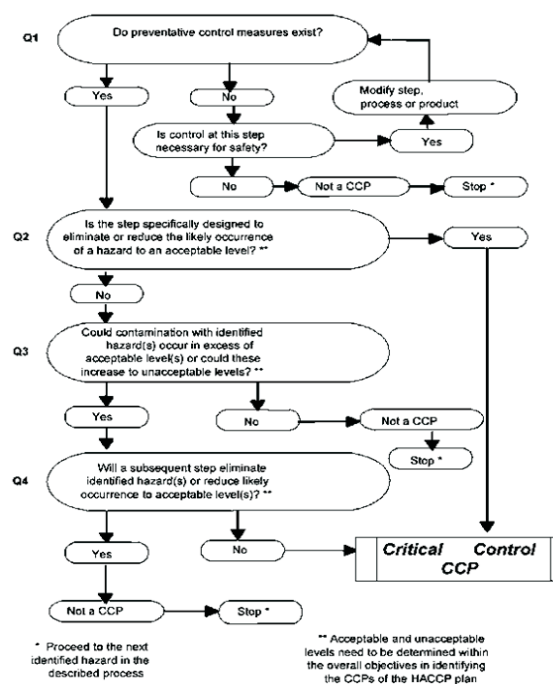 Q1
Do preventative control measures exist?
Yes
No
Modify step,
process or product
Is control at this step
necessary for safety?
Yes
No
Not a CCP
Stop *
Q2
Is the step specifically designed to
eliminate or reduce the likely occurrence
of a hazard to an acceptable level? **
Yes
No
Q3
Could contamination with identified
hazard(s) occur in excess of
acceptable level(s) or could these
increase to unacceptable levels? **
Yes
No
Not a CCP
Stop *
Q4
Will a subsequent step eliminate
identified hazard(s) or reduce likely
occurrence to acceptable level(s)? **
Yes
No
Critical Control
CCP
Not a CCP
Stop *
* Proceed to the next
identified hazard in the
described process
** Acceptable and unacceptable
levels need to be determined within
the overall objectives in identifying
the CCPs of the HACCP plan